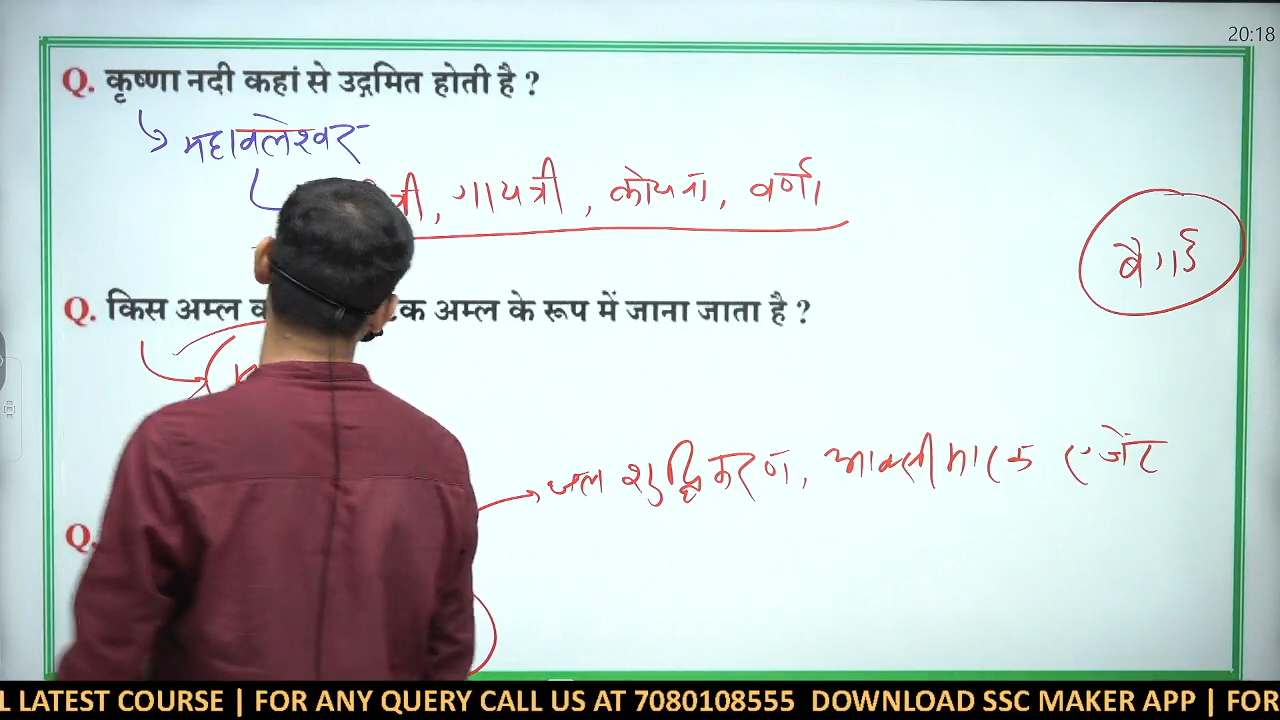 20:18
Q. कृष्णा नदी कहां से उद्गमित होती है ?
महाबलेश्वर
त्री, गायत्री, कोयना, वर्णा
बैगई
Q. किस अम्ल क अम्ल के रूप में जाना जाता है ?
जल शुद्धिकरण, आक्सीकारक एजेंट
Q.
L LATEST COURSE | FOR ANY QUERY CALL US AT 7080108555 DOWNLOAD SSC MAKER APP | FOR